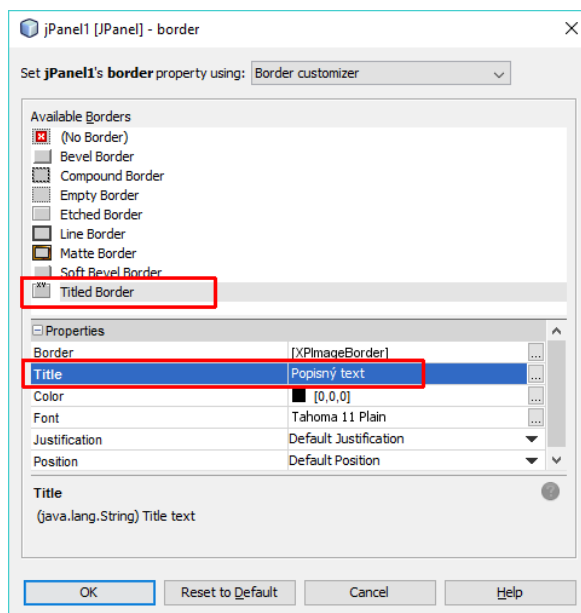 jPanel1 [JPanel] - border
Set jPanel1's border property using: Border customizer
Available Borders
(No Border)
Bevel Border
Compound Border
Empty Border
Etched Border
Line Border
Matte Border
Soft Bevel Border
XY Titled Border
Properties
Border [XPImageBorder] ...
Title Popisný text ...
Color [0,0,0] ...
Font Tahoma 11 Plain ...
Justification Default Justification
Position Default Position
Title ?
(java.lang.String) Title text
OK Reset to Default Cancel Help